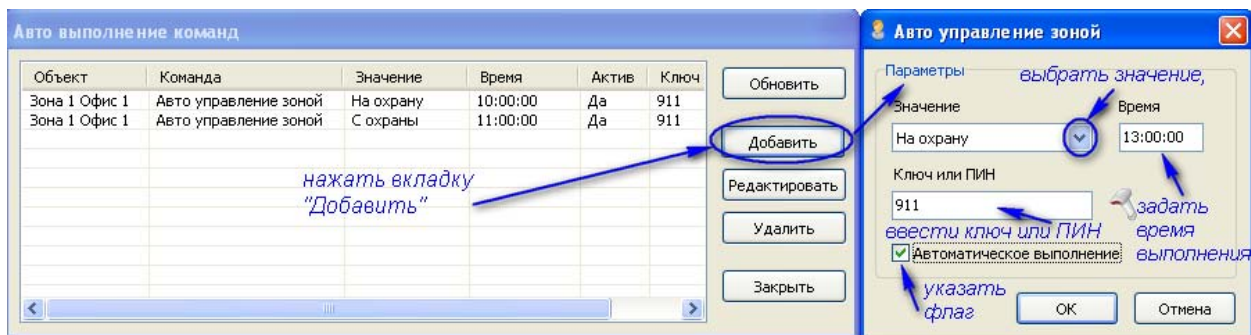 Авто выполнение команд
Объект Команда Значение Время Актив Ключ
Зона 1 Офис 1 Авто управление зоной На охрану 10:00:00 Да 911
Зона 1 Офис 1 Авто управление зоной С охраны 11:00:00 Да 911
нажать вкладку
"Добавить"
Обновить
Добавить
Редактировать
Удалить
Закрыть
Авто управление зоной
Параметры
выбрать значение,
Значение Время
На охрану 13:00:00
Ключ или ПИН
911
задать
время
выполнения
ввести ключ или ПИН
Автоматическое выполнение
указать
флаг
ОК Отмена